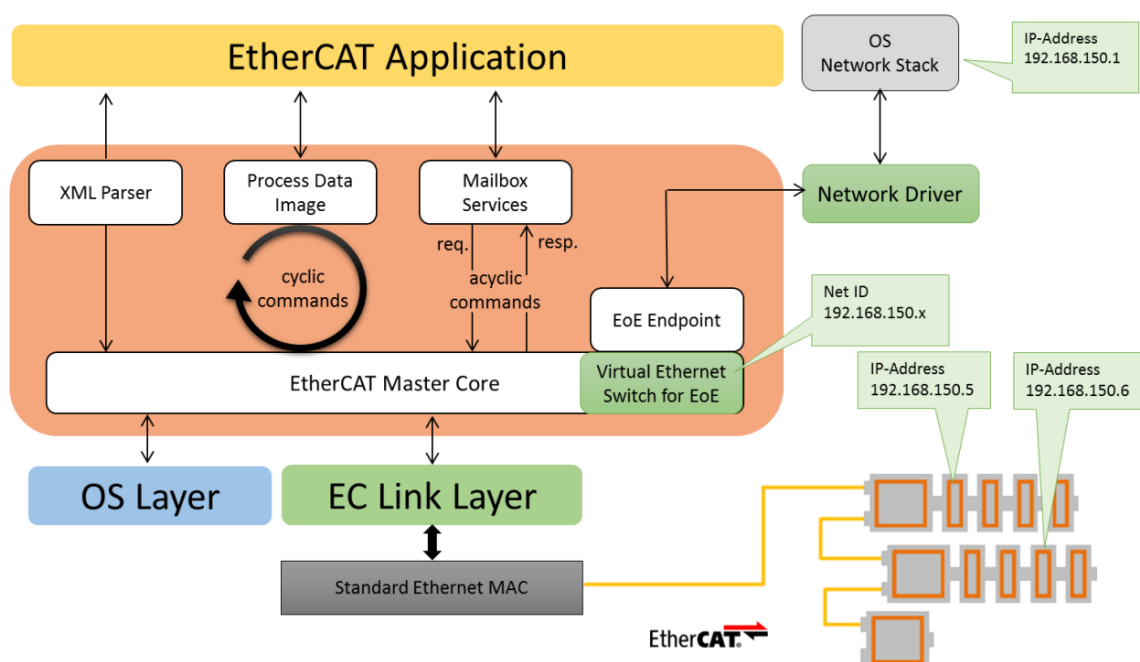 EtherCAT Application
OS
Network Stack
IP-Address
192.168.150.1
XML Parser
Process Data
Image
Mailbox
Services
Network Driver
req.
resp.
cyclic
commands
acyclic
commands
EoE Endpoint
Net ID
192.168.150.x
EtherCAT Master Core
Virtual Ethernet
Switch for EoE
IP-Address
192.168.150.5
IP-Address
192.168.150.6
OS Layer
EC Link Layer
Standard Ethernet MAC
EtherCAT®